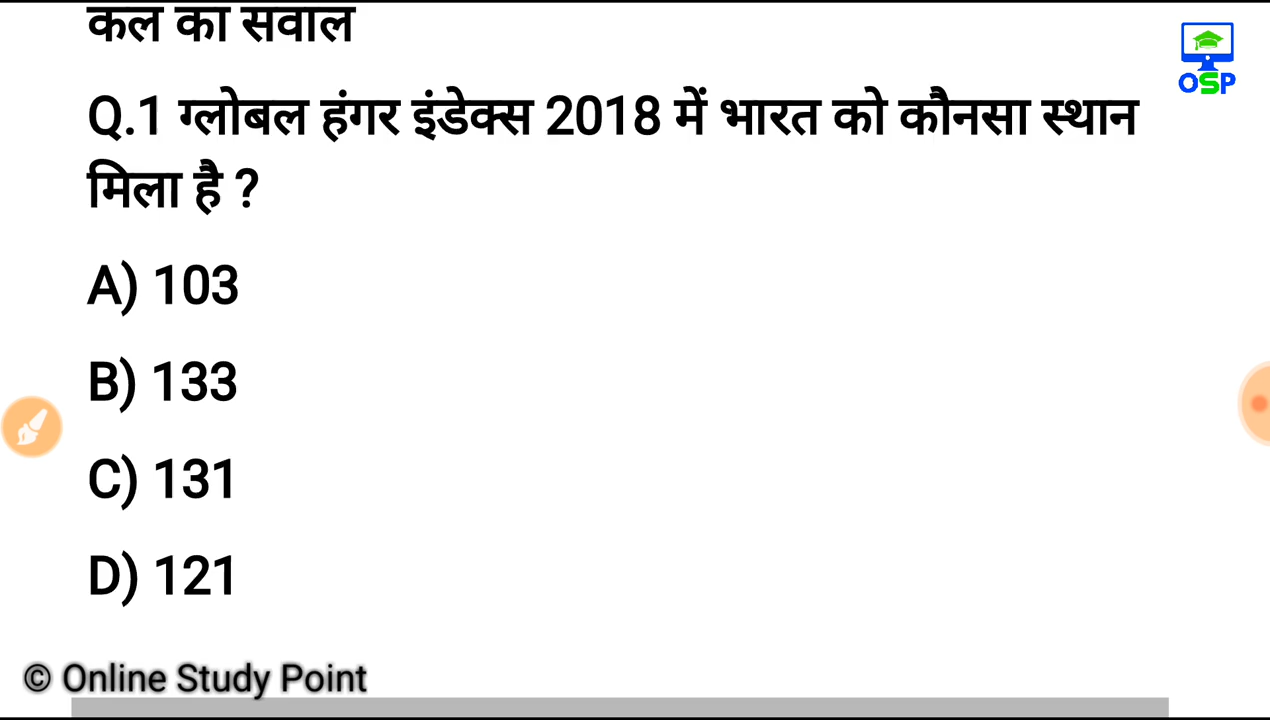 कल का सवाल
OSP
Q.1 ग्लोबल हंगर इंडेक्स 2018 में भारत को कौनसा स्थान
मिला है ?
A) 103
B) 133
C) 131
D) 121
© Online Study Point